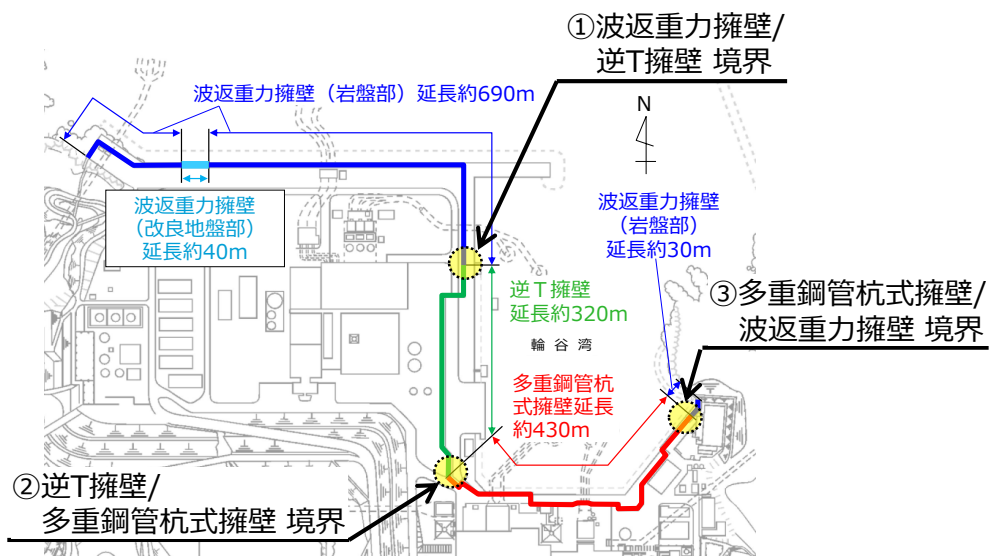 ①波返重力擁壁/
逆T擁壁 境界
波返重力擁壁（岩盤部）延長約690m
N
波返重力擁壁
（改良地盤部）
延長約40m
波返重力擁壁
（岩盤部）
延長約30m
逆Ｔ擁壁
延長約320m
輪谷湾
③多重鋼管杭式擁壁/
波返重力擁壁 境界
多重鋼管杭
式擁壁延長
約430m
②逆T擁壁/
多重鋼管杭式擁壁 境界